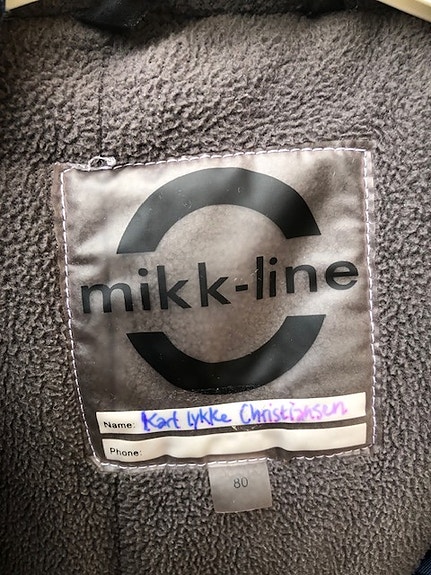 mikk-line
Name: Karl Lykke Christiansen
Phone:
80